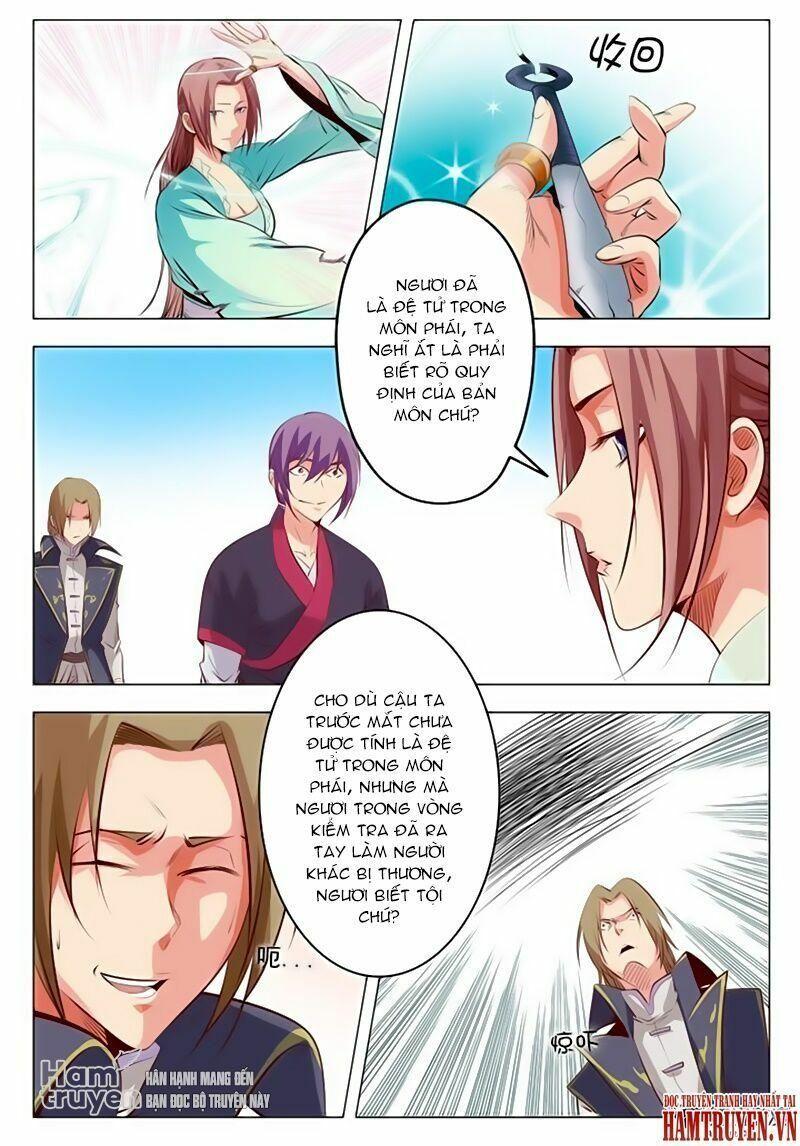 收回
NGƯƠI ĐÃ
LÀ ĐỆ TỬ TRONG
MÔN PHÁI, TA
NGHĨ ẤT LÀ PHẢI
BIẾT RÕ QUY
ĐỊNH CỦA BẢN
MÔN CHỨ?
CHO DÙ CẬU TA
TRƯỚC MẮT CHƯA
ĐƯỢC TÍNH LÀ ĐỆ
TỬ TRONG MÔN
PHÁI, NHƯNG MÀ
NGƯƠI TRONG VÒNG
KIỂM TRA ĐÃ RA
TAY LÀM NGƯỜI
KHÁC BỊ THƯƠNG,
NGƯƠI BIẾT TỘI
CHỨ?
呃...
惊吓
Ham
truyen
HÂN HẠNH MANG ĐẾN
BẠN ĐỌC BỘ TRUYỆN NÀY
ĐỌC TRUYỆN TRANH HAY NHẤT TẠI
HAMTRUYEN.VN